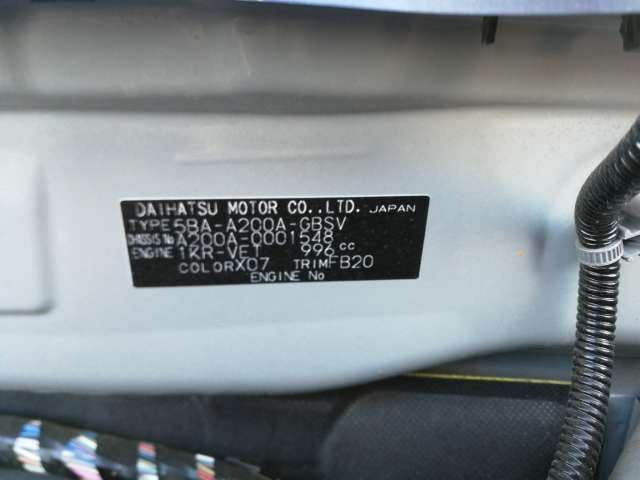 DAIHATSU MOTOR CO.,LTD. JAPAN
TYPE 5BA-A200A-GBSV
CHASSIS No A200A-0001548
ENGINE 1KR-VET 996 cc
COLOR X07 TRIM FB20
ENGINE No